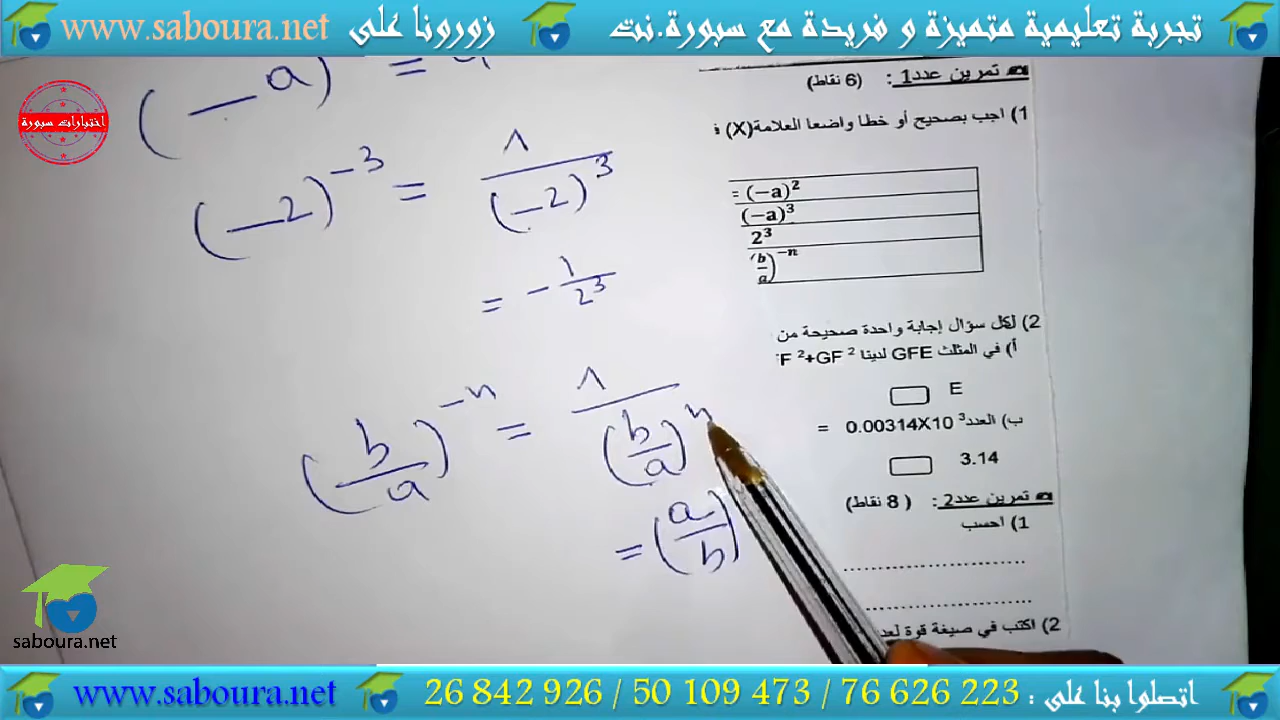 تجربة تعليمية متميزة و فريدة مع سبورة.نت زورونا على www.saboura.net
اختبارات سبورة
(-2)^-3 = 1/(-2)^3
= -1/2^3
(b/a)^-n = 1/(b/a)^n
= (a/b)
تمرين عدد1 : (6 نقاط)
1) اجب بصحيح أو خطا واضعا العلامة(X)
= (−a)²
(−a)³
2³
(b/a)^−n
2) لكل سؤال إجابة واحدة صحيحة من
أ) في المثلث GFE لدينا F ²+GF ²
E
ب) العدد 0.00314X10 ³ =
3.14
تمرين عدد2 : ( 8 نقاط)
1) احسب
2) اكتب في صيغة قوة لعدد
saboura.net
اتصلوا بنا على : 76 626 223 / 50 109 473 / 26 842 926 www.saboura.net